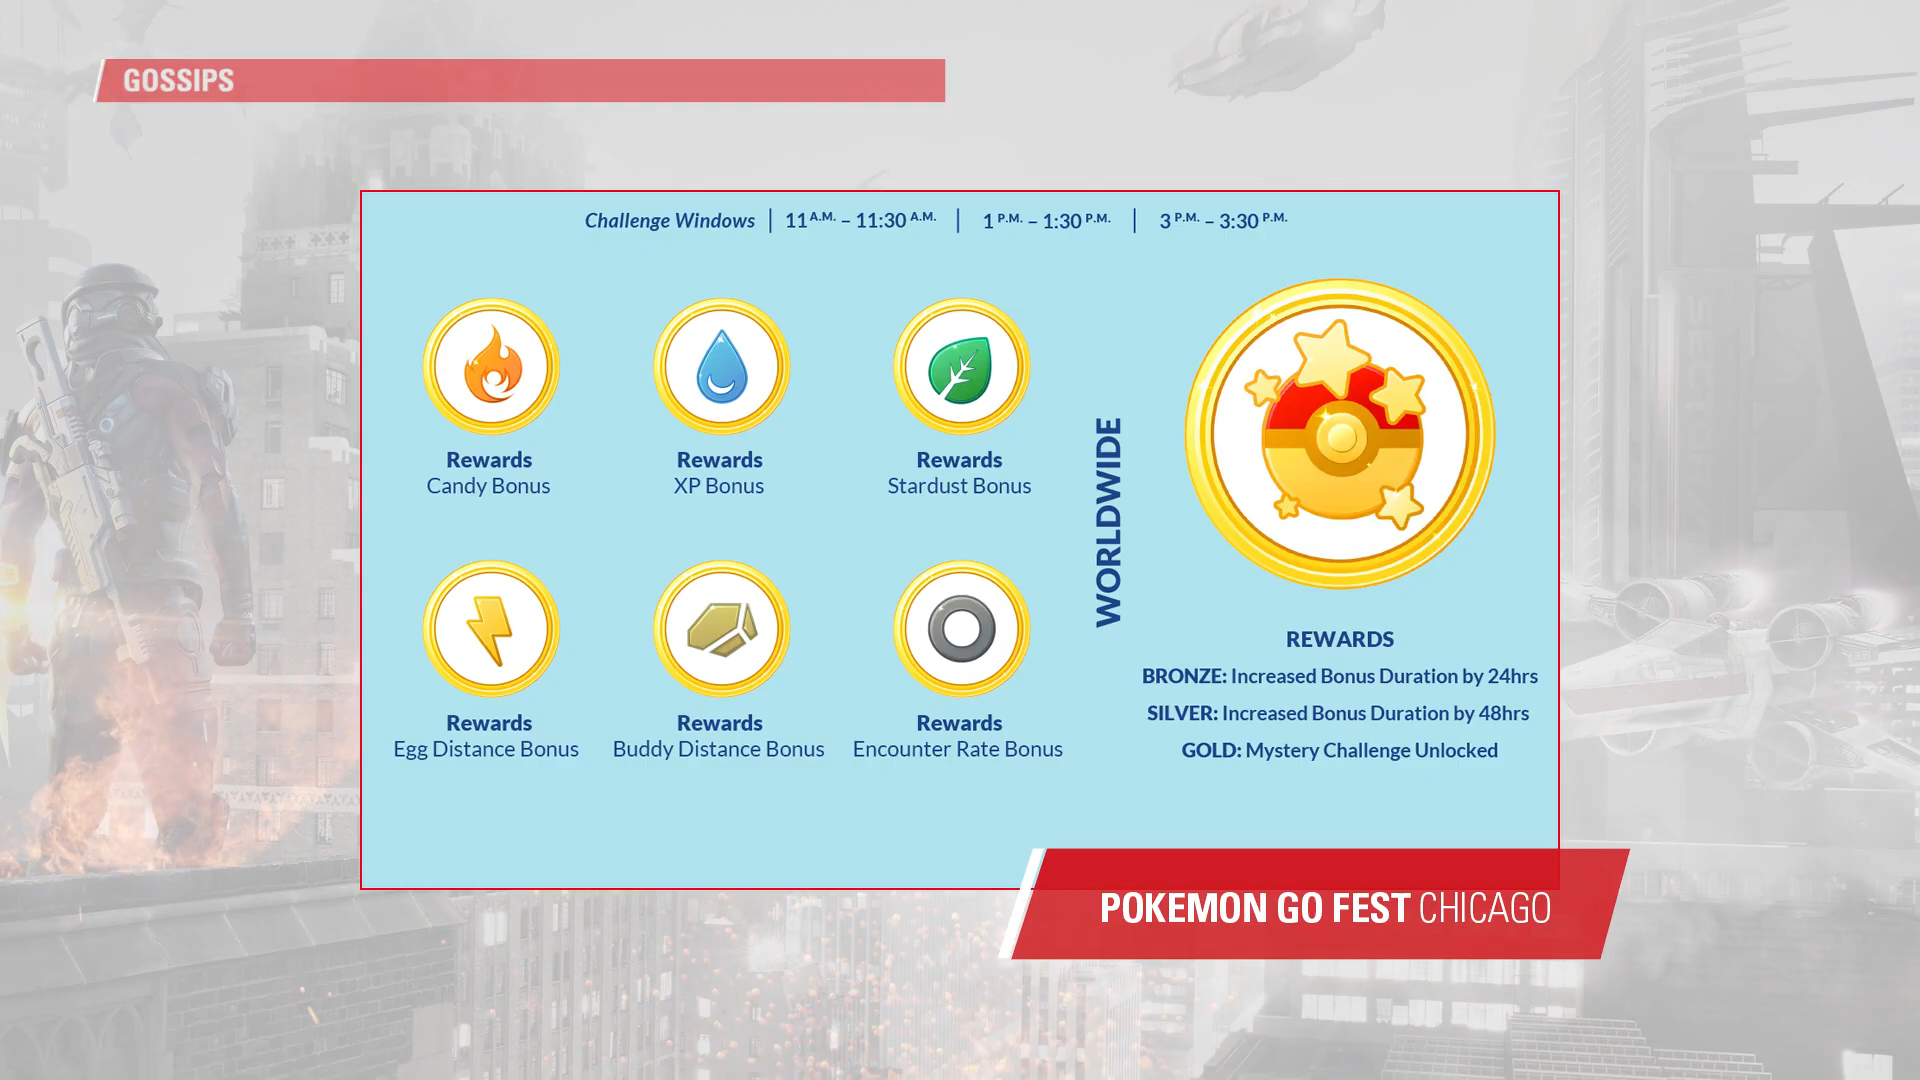 GOSSIPS
Challenge Windows | 11 A.M. – 11:30 A.M. | 1 P.M. – 1:30 P.M. | 3 P.M. – 3:30 P.M.
Rewards
Candy Bonus
Rewards
XP Bonus
Rewards
Stardust Bonus
Rewards
Egg Distance Bonus
Rewards
Buddy Distance Bonus
Rewards
Encounter Rate Bonus
WORLDWIDE
REWARDS
BRONZE: Increased Bonus Duration by 24hrs
SILVER: Increased Bonus Duration by 48hrs
GOLD: Mystery Challenge Unlocked
POKEMON GO FEST CHICAGO